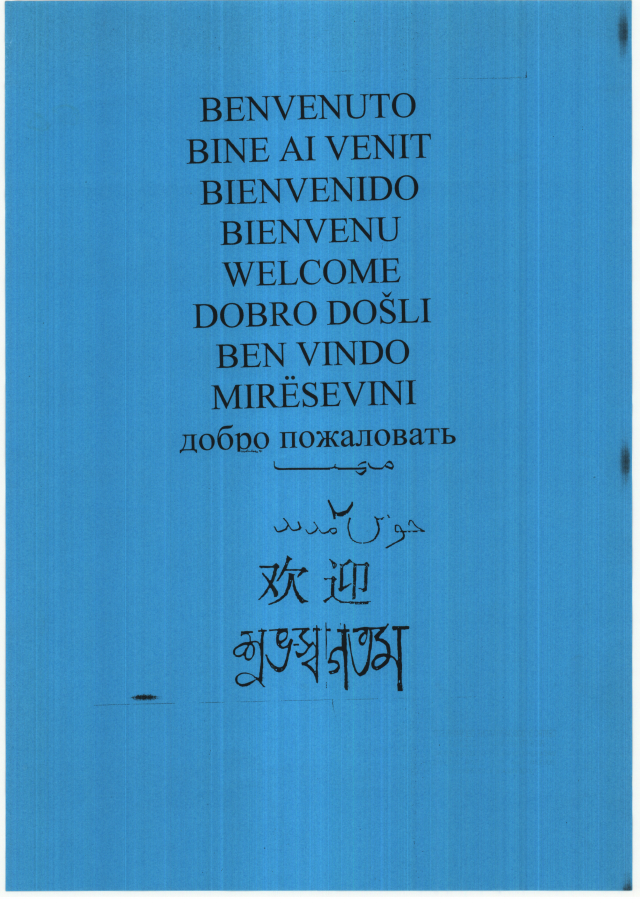 BENVENUTO
BINE AI VENIT
BIENVENIDO
BIENVENU
WELCOME
DOBRO DOŠLI
BEN VINDO
MIRËSEVINI
добро пожаловать
欢迎